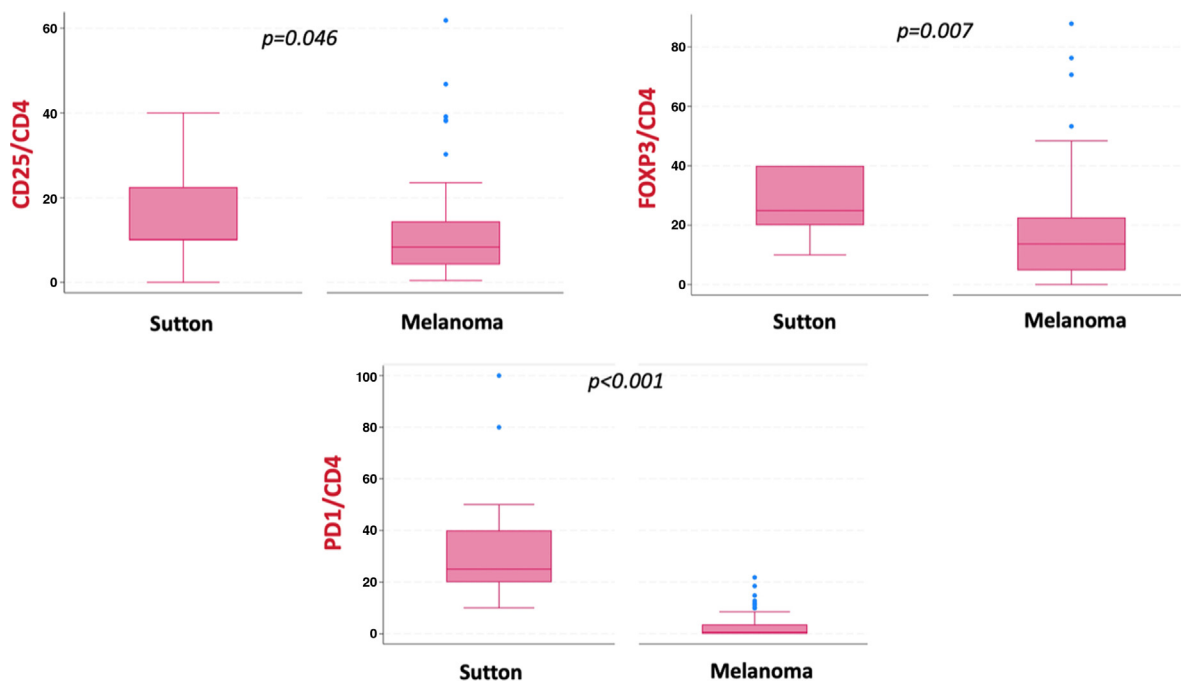 CD25/CD4
60
40
20
0
p=0.046
Sutton
Melanoma
FOXP3/CD4
80
60
40
20
0
p=0.007
Sutton
Melanoma
PD1/CD4
100
80
60
40
20
0
p<0.001
Sutton
Melanoma